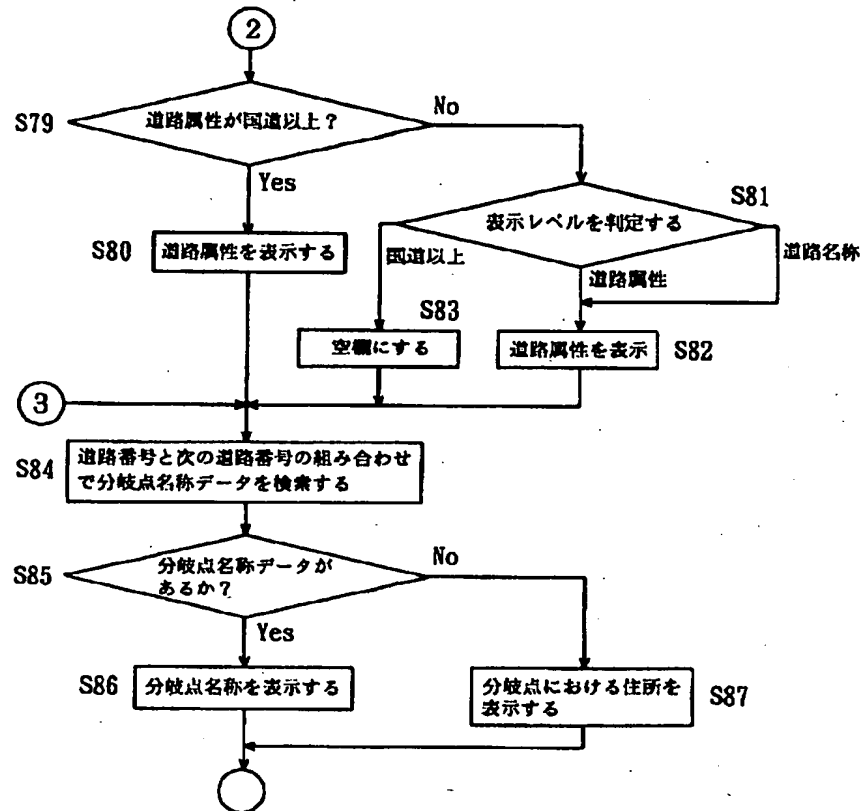 2
S79
道路属性が国道以上？
No
Yes
S81
表示レベルを判定する
S80
道路属性を表示する
国道以上
道路属性
道路名称
S83
空欄にする
道路属性を表示
S82
3
S84
道路番号と次の道路番号の組み合わせ
で分岐点名称データを検索する
S85
分岐点名称データが
あるか？
No
Yes
S86
分岐点名称を表示する
分岐点における住所を
表示する
S87